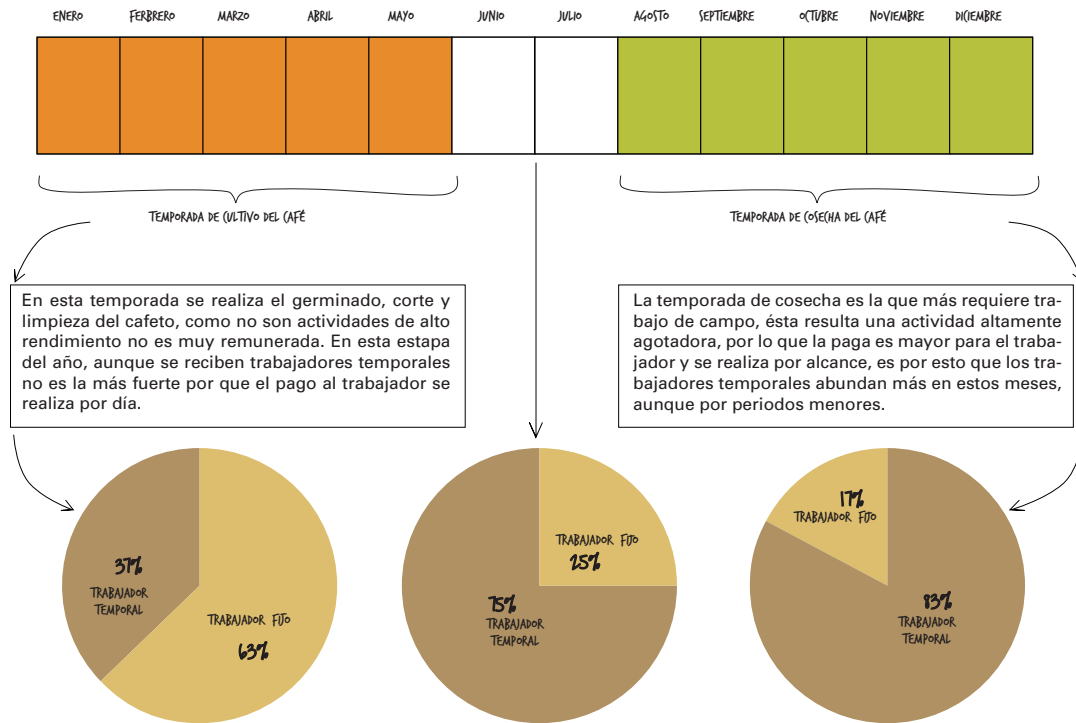 ENERO FERBRERO MARZO ABRIL MAYO JUNIO JULIO AGOSTO SEPTIEMBRE OCTUBRE NOVIEMBRE DICIEMBRE
TEMPORADA DE CULTIVO DEL CAFÉ
TEMPORADA DE COSECHA DEL CAFÉ
En esta temporada se realiza el germinado, corte y
limpieza del cafeto, como no son actividades de alto
rendimiento no es muy remunerada. En esta estapa
del año, aunque se reciben trabajadores temporales
no es la más fuerte por que el pago al trabajador se
realiza por día.
La temporada de cosecha es la que más requiere tra-
bajo de campo, ésta resulta una actividad altamente
agotadora, por lo que la paga es mayor para el traba-
jador y se realiza por alcance, es por esto que los tra-
bajadores temporales abundan más en estos meses,
aunque por periodos menores.
37%
TRABAJADOR
TEMPORAL
TRABAJADOR FIJO
63%
TRABAJADOR FIJO
25%
75%
TRABAJADOR
TEMPORAL
17%
TRABAJADOR FIJO
83%
TRABAJADOR
TEMPORAL